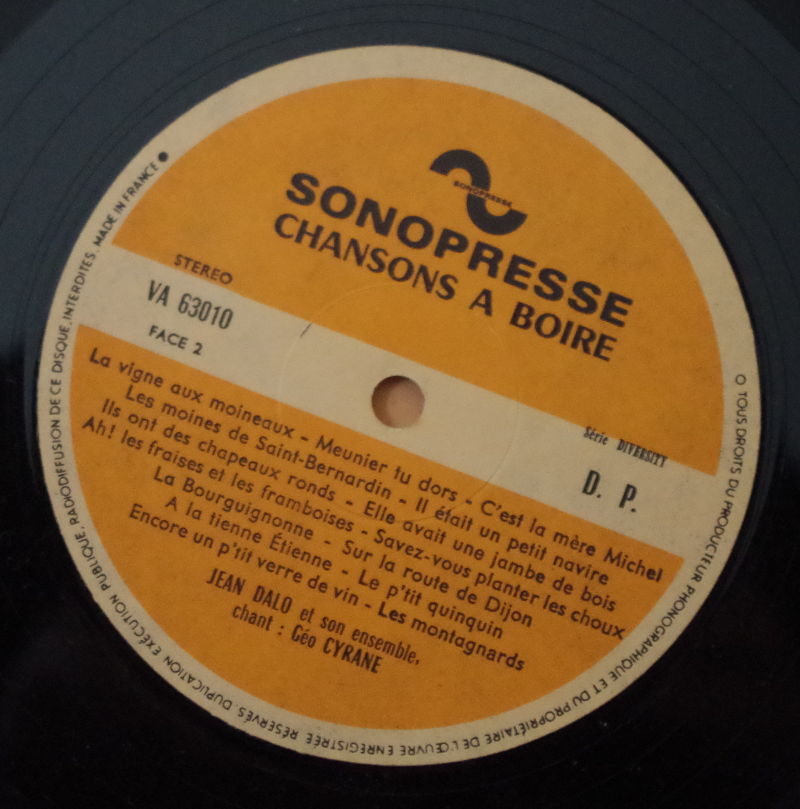 SONOPRESSE
SONOPRESSE
CHANSONS A BOIRE
STEREO
VA 63010
FACE 2
Série DIVERSITY
D. P.
La vigne aux moineaux - Meunier tu dors - C'est la mère Michel
Les moines de Saint-Bernardin - Il était un petit navire
Ils ont des chapeaux ronds - Elle avait une jambe de bois
Ah! les fraises et les framboises - Savez-vous planter les choux
La Bourguignonne - Sur la route de Dijon
A la tienne Étienne - Le p'tit quinquin
Encore un p'tit verre de vin - Les montagnards
JEAN DALO et son ensemble,
chant : Géo CYRANE
O TOUS DROITS DU PRODUCTEUR PHONOGRAPHIQUE ET DU PROPRIÉTAIRE DE L'ŒUVRE ENREGISTRÉE RÉSERVÉS. DUPLICATION EXÉCUTION PUBLIQUE, RADIODIFFUSION DE CE DISQUE INTERDITES. MADE IN FRANCE ●